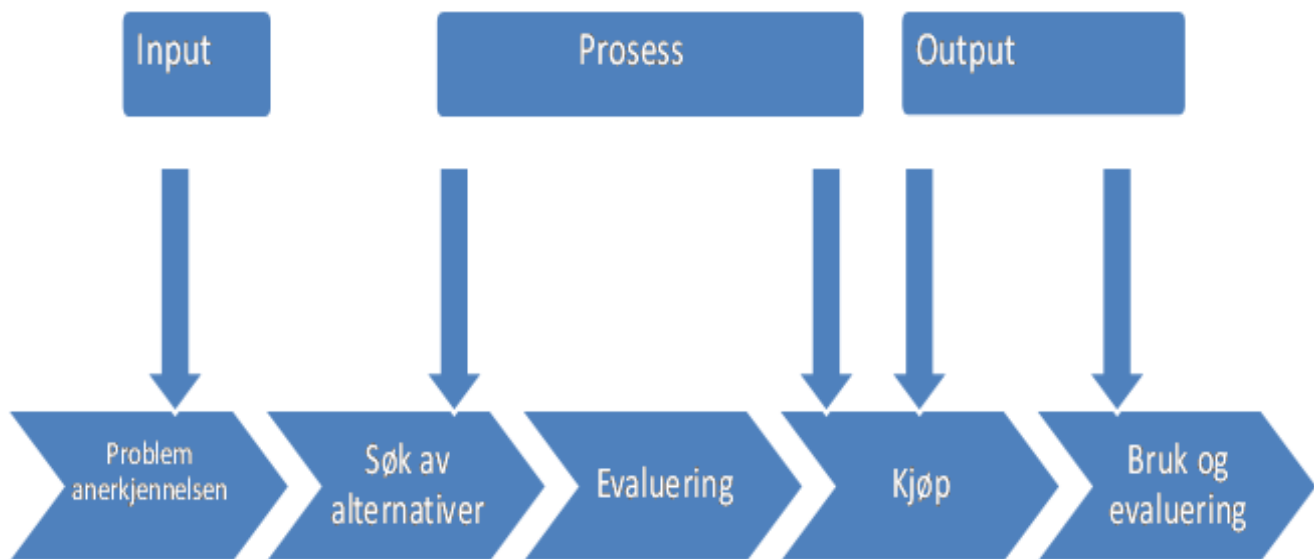 Input
Prosess
Output
Problem
anerkjennelsen
Søk av
alternativer
Evaluering
Kjøp
Bruk og
evaluering